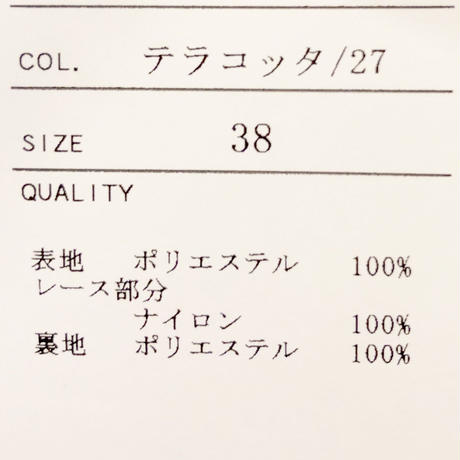 COL. テラコッタ/27
SIZE 38
QUALITY
表地 ポリエステル 100%
レース部分
ナイロン 100%
裏地 ポリエステル 100%